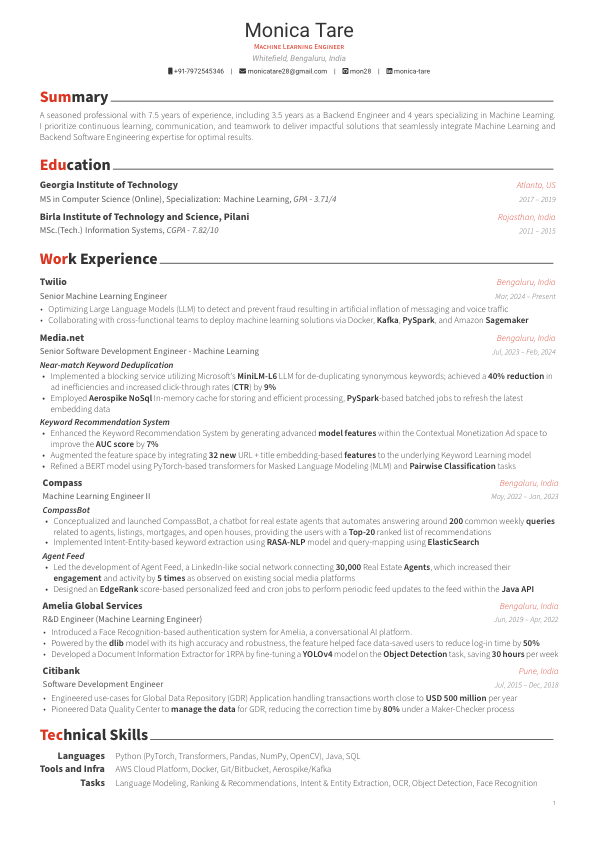 Monica Tare
Machine Learning Engineer
Whitefield, Bengaluru, India
+91-7972545346 | monicatare28@gmail.com | mon28 | monica-tare
Summary
A seasoned professional with 7.5 years of experience, including 3.5 years as a Backend Engineer and 4 years specializing in Machine Learning.
I prioritize continuous learning, communication, and teamwork to deliver impactful solutions that seamlessly integrate Machine Learning and
Backend Software Engineering expertise for optimal results.
Education
Georgia Institute of Technology Atlanta, US
MS in Computer Science (Online), Specialization: Machine Learning, GPA - 3.71/4 2017 – 2019
Birla Institute of Technology and Science, Pilani Rajasthan, India
MSc.(Tech.) Information Systems, CGPA - 7.82/10 2011 – 2015
Work Experience
Twilio Bengaluru, India
Senior Machine Learning Engineer Mar, 2024 – Present
• Optimizing Large Language Models (LLM) to detect and prevent fraud resulting in artificial inflation of messaging and voice traffic
• Collaborating with cross-functional teams to deploy machine learning solutions via Docker, Kafka, PySpark, and Amazon Sagemaker
Media.net Bengaluru, India
Senior Software Development Engineer - Machine Learning Jul, 2023 – Feb, 2024
Near-match Keyword Deduplication
• Implemented a blocking service utilizing Microsoft's MiniLM-L6 LLM for de-duplicating synonymous keywords; achieved a 40% reduction in
ad inefficiencies and increased click-through rates (CTR) by 9%
• Employed Aerospike NoSql In-memory cache for storing and efficient processing, PySpark-based batched jobs to refresh the latest
embedding data
Keyword Recommendation System
• Enhanced the Keyword Recommendation System by generating advanced model features within the Contextual Monetization Ad space to
improve the AUC score by 7%
• Augmented the feature space by integrating 32 new URL + title embedding-based features to the underlying Keyword Learning model
• Refined a BERT model using PyTorch-based transformers for Masked Language Modeling (MLM) and Pairwise Classification tasks
Compass Bengaluru, India
Machine Learning Engineer II May, 2022 – Jan, 2023
CompassBot
• Conceptualized and launched CompassBot, a chatbot for real estate agents that automates answering around 200 common weekly queries
related to agents, listings, mortgages, and open houses, providing the users with a Top-20 ranked list of recommendations
• Implemented Intent-Entity-based keyword extraction using RASA-NLP model and query-mapping using ElasticSearch
Agent Feed
• Led the development of Agent Feed, a LinkedIn-like social network connecting 30,000 Real Estate Agents, which increased their
engagement and activity by 5 times as observed on existing social media platforms
• Designed an EdgeRank score-based personalized feed and cron jobs to perform periodic feed updates to the feed within the Java API
Amelia Global Services Bengaluru, India
R&D Engineer (Machine Learning Engineer) Jun, 2019 – Apr, 2022
• Introduced a Face Recognition-based authentication system for Amelia, a conversational AI platform.
• Powered by the dlib model with its high accuracy and robustness, the feature helped face data-saved users to reduce log-in time by 50%
• Developed a Document Information Extractor for 1RPA by fine-tuning a YOLOv4 model on the Object Detection task, saving 30 hours per week
Citibank Pune, India
Software Development Engineer Jul, 2015 – Dec, 2018
• Engineered use-cases for Global Data Repository (GDR) Application handling transactions worth close to USD 500 million per year
• Pioneered Data Quality Center to manage the data for GDR, reducing the correction time by 80% under a Maker-Checker process
Technical Skills
Languages Python (PyTorch, Transformers, Pandas, NumPy, OpenCV), Java, SQL
Tools and Infra AWS Cloud Platform, Docker, Git/Bitbucket, Aerospike/Kafka
Tasks Language Modeling, Ranking & Recommendations, Intent & Entity Extraction, OCR, Object Detection, Face Recognition
1